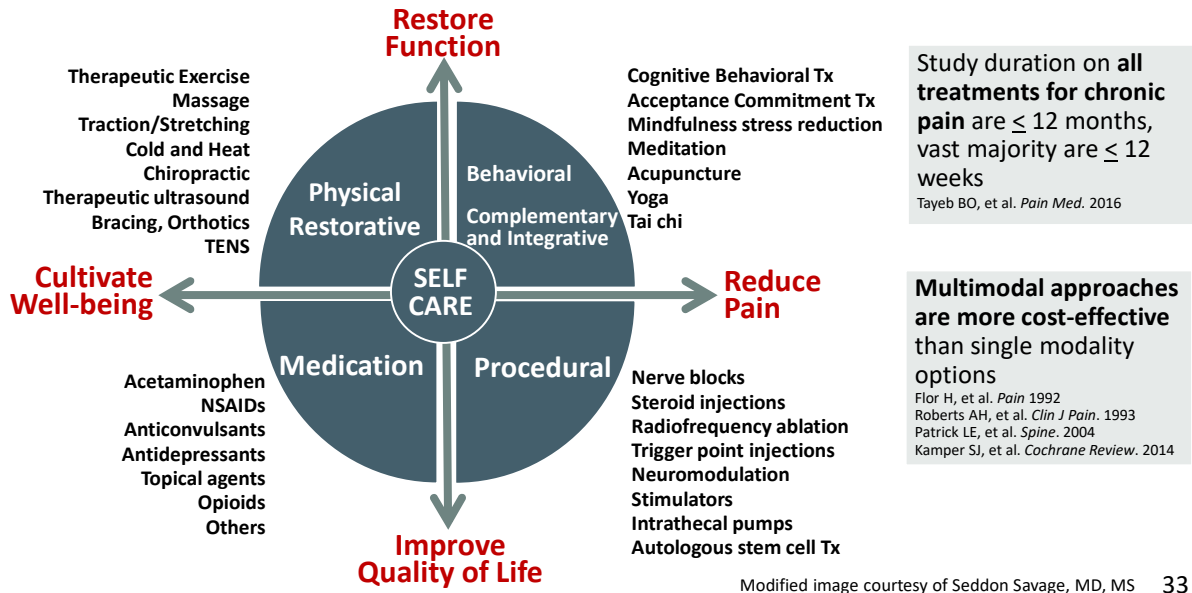 Restore
Function
Therapeutic Exercise
Massage
Traction/Stretching
Cold and Heat
Chiropractic
Therapeutic ultrasound
Bracing, Orthotics
TENS
Physical
Restorative
Behavioral
Complementary
and Integrative
Cognitive Behavioral Tx
Acceptance Commitment Tx
Mindfulness stress reduction
Meditation
Acupuncture
Yoga
Tai chi
Cultivate
Well-being
SELF
CARE
Reduce
Pain
Medication
Procedural
Acetaminophen
NSAIDs
Anticonvulsants
Antidepressants
Topical agents
Opioids
Others
Nerve blocks
Steroid injections
Radiofrequency ablation
Trigger point injections
Neuromodulation
Stimulators
Intrathecal pumps
Autologous stem cell Tx
Improve
Quality of Life
Study duration on all
treatments for chronic
pain are < 12 months,
vast majority are < 12
weeks
Tayeb BO, et al. Pain Med. 2016
Multimodal approaches
are more cost-effective
than single modality
options
Flor H, et al. Pain 1992
Roberts AH, et al. Clin J Pain. 1993
Patrick LE, et al. Spine. 2004
Kamper SJ, et al. Cochrane Review. 2014
Modified image courtesy of Seddon Savage, MD, MS 33